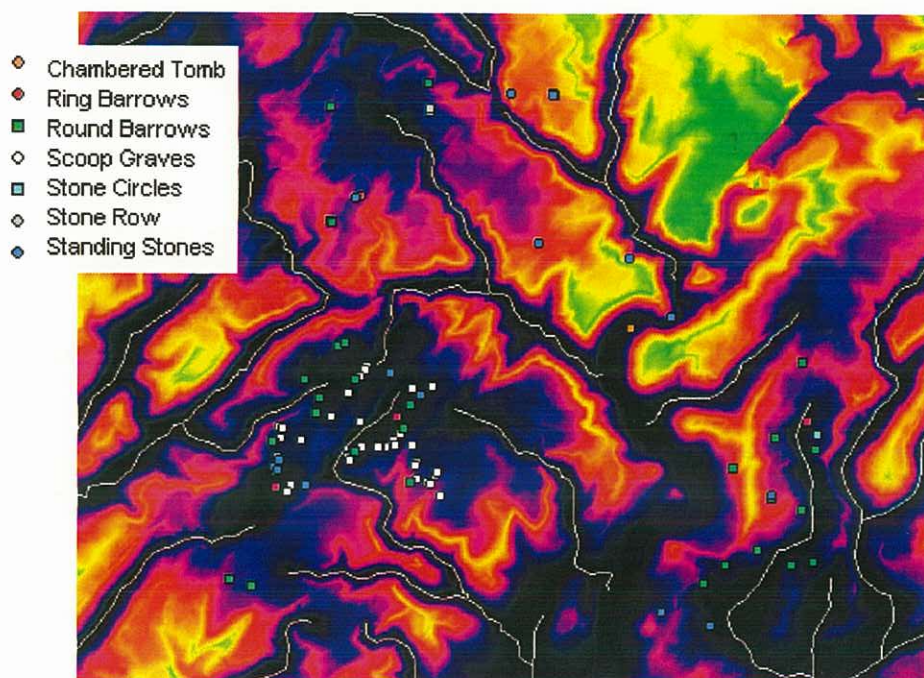 Chambered Tomb
Ring Barrows
Round Barrows
Scoop Graves
Stone Circles
Stone Row
Standing Stones